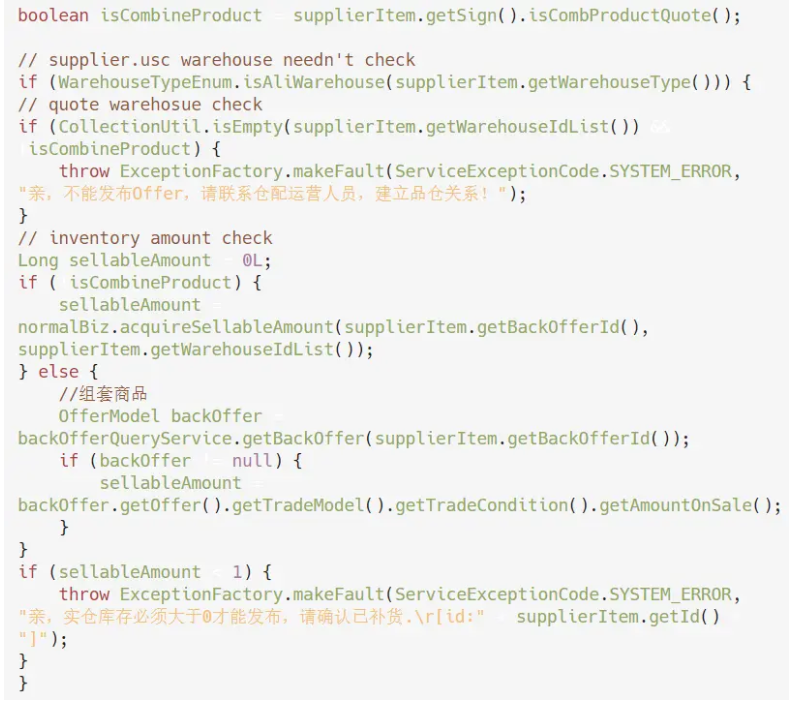 boolean isCombineProduct = supplierItem.getSign().isCombProductQuote();
// supplier.usc warehouse needn't check
if (WarehouseTypeEnum.isAliWarehouse(supplierItem.getWarehouseType())) {
// quote warehosue check
if (CollectionUtil.isEmpty(supplierItem.getWarehouseIdList()) &&
isCombineProduct) {
throw ExceptionFactory.makeFault(ServiceExceptionCode.SYSTEM_ERROR,
"亲，不能发布Offer，请联系仓配运营人员，建立品仓关系！");
}
// inventory amount check
Long sellableAmount = 0L;
if ( isCombineProduct) {
sellableAmount =
normalBiz.acquireSellableAmount(supplierItem.getBackOfferId(),
supplierItem.getWarehouseIdList());
} else {
//组套商品
OfferModel backOffer =
backOfferQueryService.getBackOffer(supplierItem.getBackOfferId());
if (backOffer != null) {
sellableAmount =
backOffer.getOffer().getTradeModel().getTradeCondition().getAmountOnSale();
}
}
if (sellableAmount < 1) {
throw ExceptionFactory.makeFault(ServiceExceptionCode.SYSTEM_ERROR,
"亲，实仓库存必须大于0才能发布，请确认已补货.\r[id:" + supplierItem.getId() +
"]");
}
}